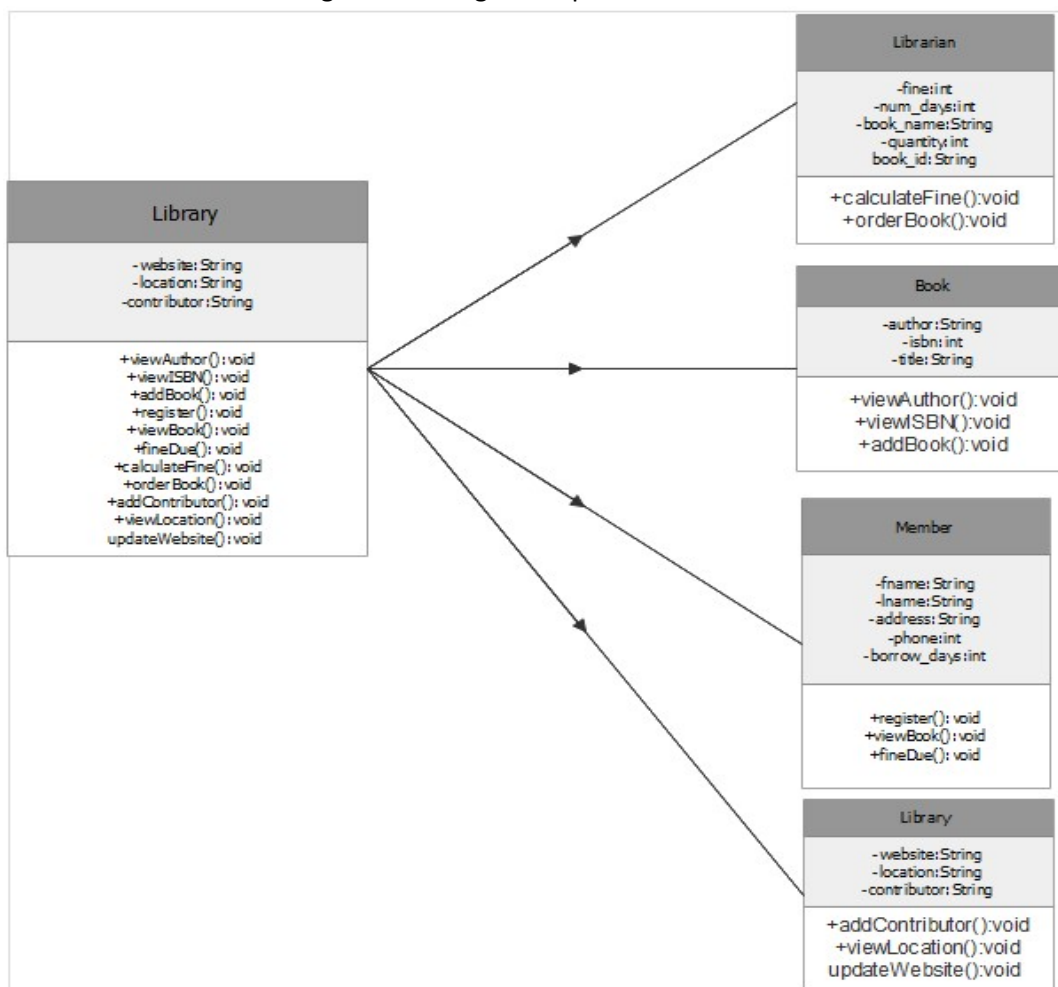 Library
-website:String
-location:String
-contributor:String
+viewAuthor():void
+viewISBN():void
+addBook():void
+register():void
+viewBook():void
+fineDue():void
+calculateFine():void
+orderBook():void
+addContributor():void
+viewLocation():void
updateWebsite():void
Librarian
-fine:int
-num_days:int
-book_name:String
-quantity:int
book_id:String
+calculateFine():void
+orderBook():void
Book
-author:String
-isbn:int
-title:String
+viewAuthor():void
+viewISBN():void
+addBook():void
Member
-fname:String
-lname:String
-address:String
-phone:int
-borrow_days:int
+register():void
+viewBook():void
+fineDue():void
Library
-website:String
-location:String
-contributor:String
+addContributor():void
+viewLocation():void
updateWebsite():void